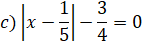 c) |x − 1/5| − 3/4 = 0